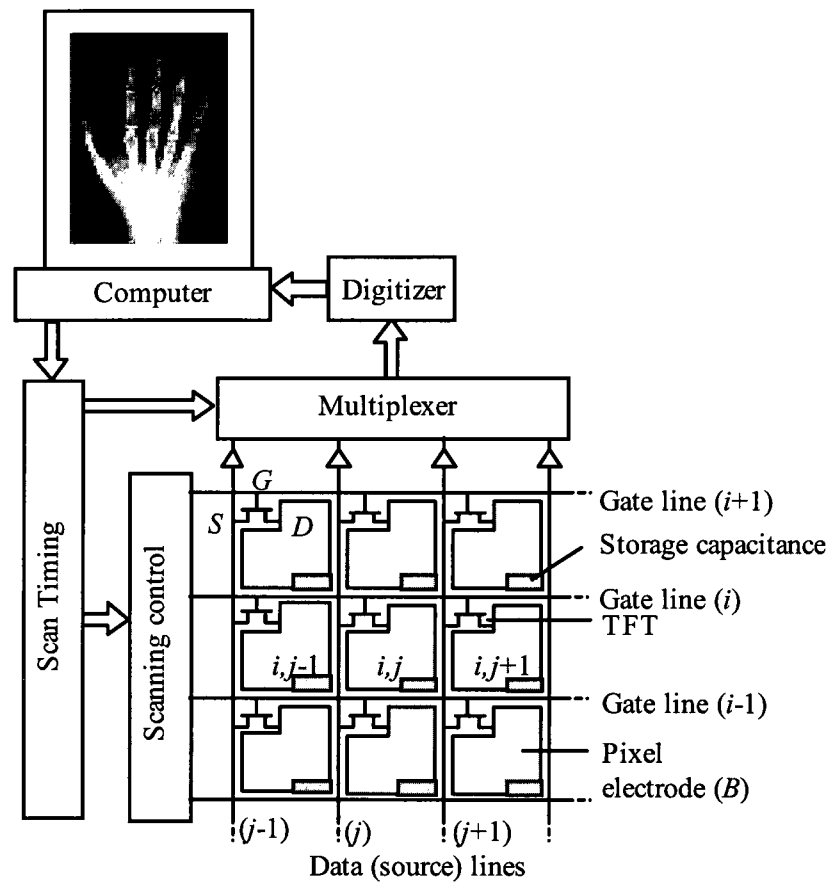 Computer
Digitizer
Multiplexer
Scan Timing
Scanning control
G
S
D
Gate line (i+1)
Storage capacitance
Gate line (i)
TFT
i,j-1
i,j
i,j+1
Gate line (i-1)
Pixel
electrode (B)
(j-1)
(j)
(j+1)
Data (source) lines